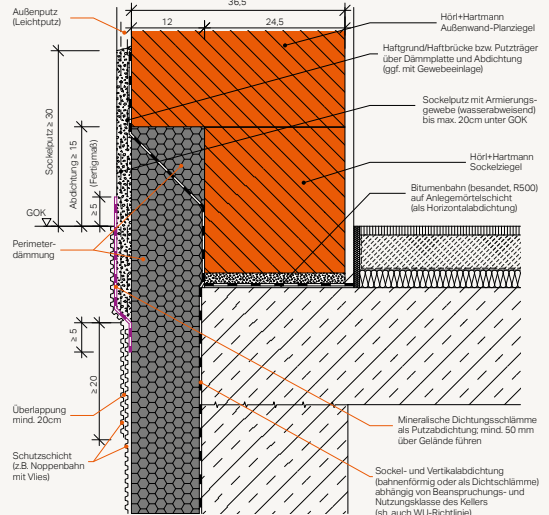 36,5
12
24,5
Außenputz
(Leichtputz)
Sockelputz ≥ 30
Abdichtung ≥ 15
(Fertigmaß)
≥ 5
GOK
Perimeter-
dämmung
≥ 5
≥ 20
Überlappung
mind. 20cm
Schutzschicht
(z.B. Noppenbahn
mit Vlies)
Hörl+Hartmann
Außenwand-Planziegel
Haftgrund/Haftbrücke bzw. Putzträger
über Dämmplatte und Abdichtung
(ggf. mit Gewebeeinlage)
Sockelputz mit Armierungs-
gewebe (wasserabweisend)
bis max. 20cm unter GOK
Hörl+Hartmann
Sockelziegel
Bitumenbahn (besandet, R500)
auf Anlegemörtelschicht
(als Horizontalabdichtung)
Mineralische Dichtungsschlämme
als Putzabdichtung; mind. 50 mm
über Gelände führen
Sockel- und Vertikalabdichtung
(bahnenförmig oder als Dichtschlämme)
abhängig von Beanspruchungs- und
Nutzungsklasse des Kellers
(sh. auch WU-Richtlinie)